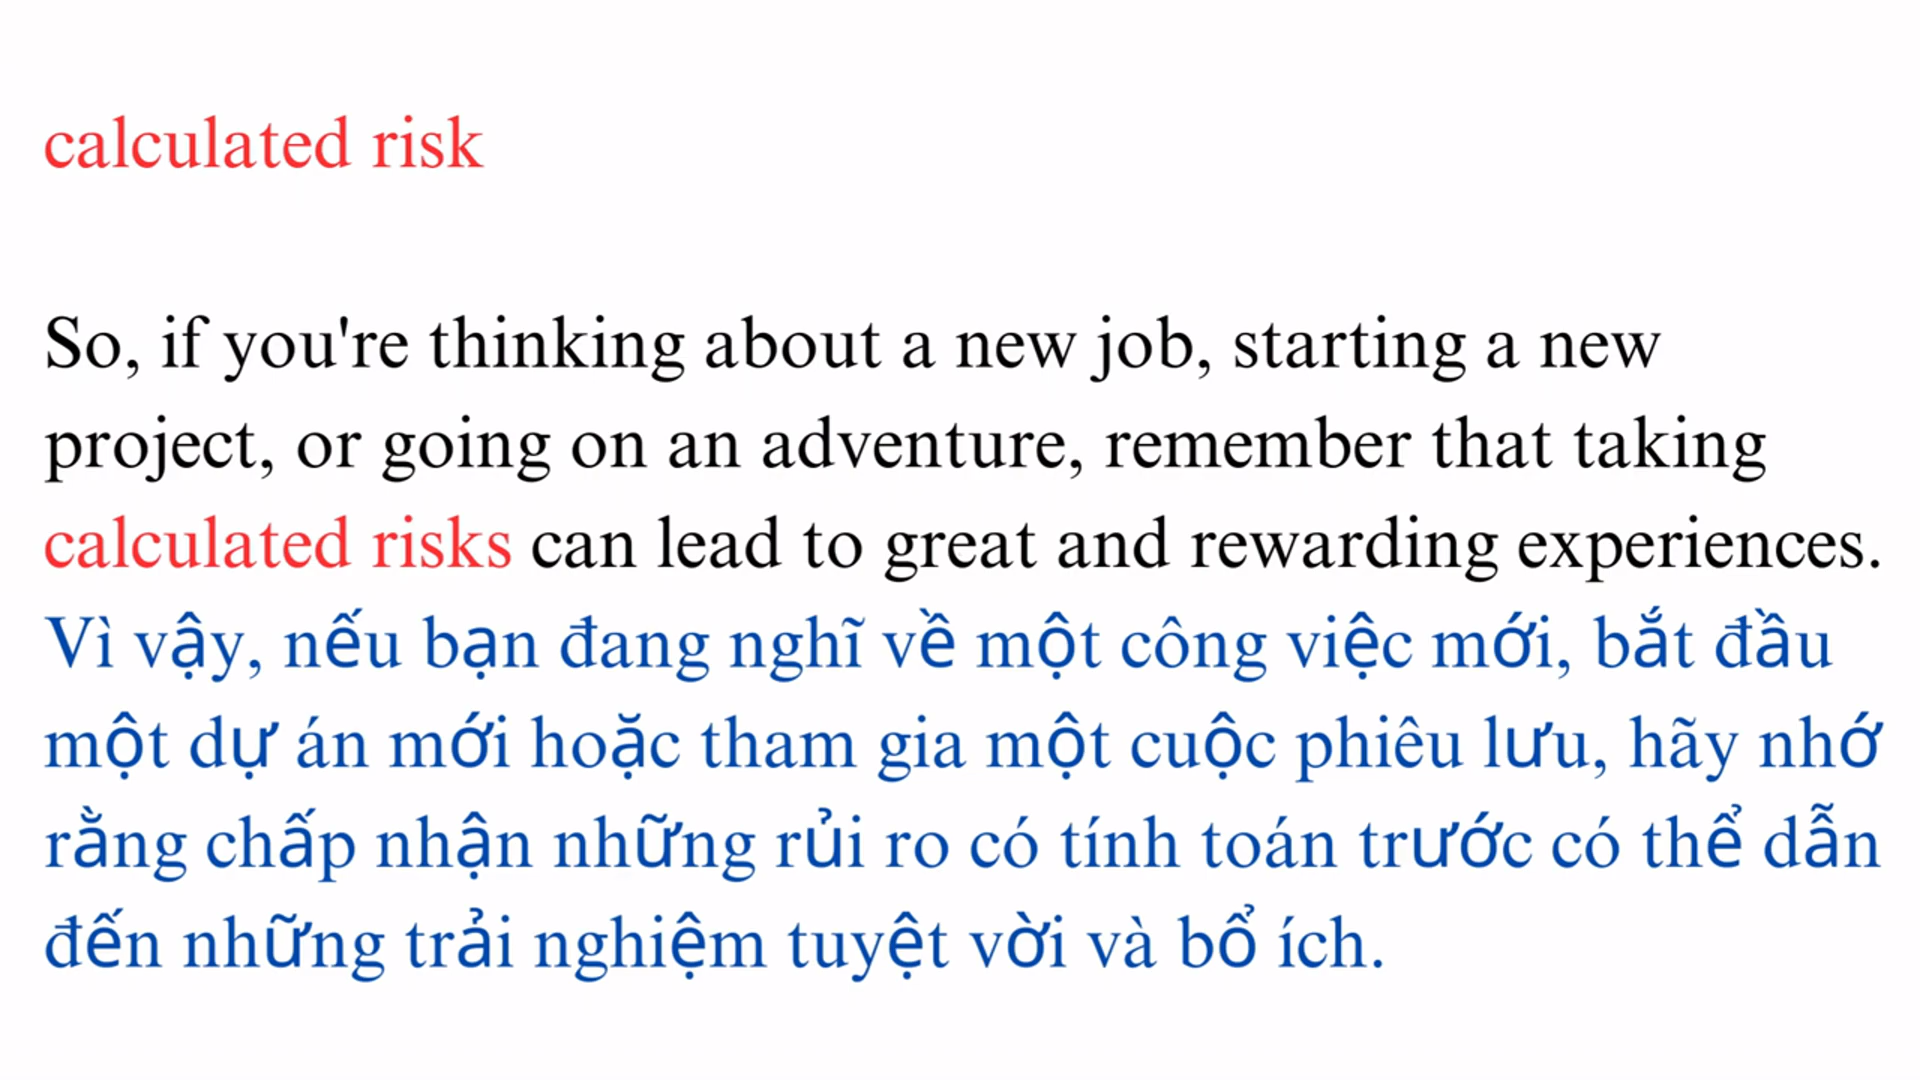 calculated risk
So, if you're thinking about a new job, starting a new
project, or going on an adventure, remember that taking
calculated risks can lead to great and rewarding experiences.
Vì vậy, nếu bạn đang nghĩ về một công việc mới, bắt đầu
một dự án mới hoặc tham gia một cuộc phiêu lưu, hãy nhớ
rằng chấp nhận những rủi ro có tính toán trước có thể dẫn
đến những trải nghiệm tuyệt vời và bổ ích.